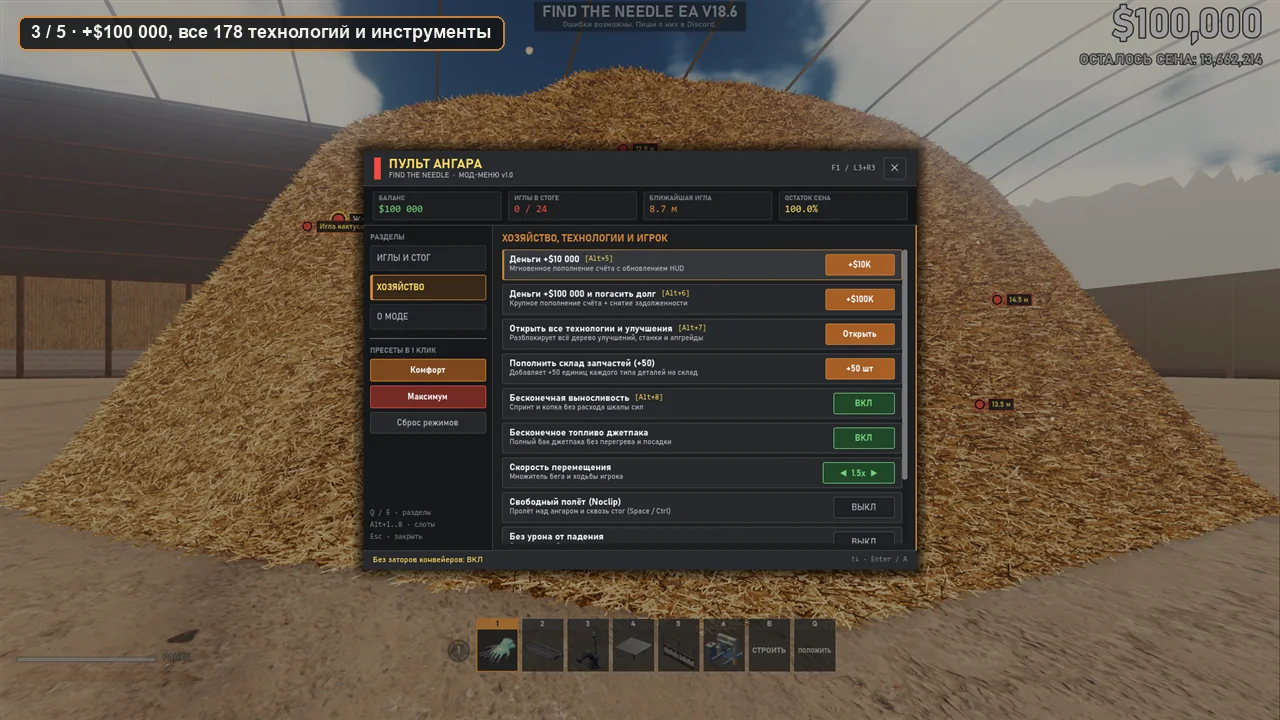 3 / 5 · +$100 000, все 178 технологий и инструменты
FIND THE NEEDLE EA V18.6
Ошибки возможны. Пиши о них в Discord.
$100,000
ОСТАЛОСЬ СЕНА: 13,662,214
ПУЛЬТ АНГАРА
FIND THE NEEDLE · МОД-МЕНЮ v1.0
F1 / L3+R3
БАЛАНС
$100 000
ИГЛЫ В СТОГЕ
0 / 24
БЛИЖАЙШАЯ ИГЛА
8.7 м
ОСТАТОК СЕНА
100.0%
РАЗДЕЛЫ
ИГЛЫ И СТОГ
ХОЗЯЙСТВО
О МОДЕ
ПРЕСЕТЫ В 1 КЛИК
Комфорт
Максимум
Сброс режимов
Q / E · разделы
Alt+1..8 · слоты
Esc · закрыть
ХОЗЯЙСТВО, ТЕХНОЛОГИИ И ИГРОК
Деньги +$10 000 [Alt+5]
Мгновенное пополнение счёта с обновлением HUD
+$10K
Деньги +$100 000 и погасить долг [Alt+6]
Крупное пополнение счёта + снятие задолженности
+$100K
Открыть все технологии и улучшения [Alt+7]
Разблокирует всё дерево улучшений, станки и апгрейды
Открыть
Пополнить склад запчастей (+50)
Добавляет +50 единиц каждого типа деталей на склад
+50 шт
Бесконечная выносливость [Alt+8]
Спринт и копка без расхода шкалы сил
ВКЛ
Бесконечное топливо джетпака
Полный бак джетпака без перегрева и посадки
ВКЛ
Скорость перемещения
Множитель бега и ходьбы игрока
◀ 1.5x ▶
Свободный полёт (Noclip)
Пролёт над ангаром и сквозь стог (Space / Ctrl)
ВЫКЛ
Без урона от падения
ВЫКЛ
Без заторов конвейеров: ВКЛ
↑↓ · Enter / A
Игла кактуса
14.5 м
13.5 м
1
1
2
3
4
5
6
B
СТРОИТЬ
Q
ПОЛОЖИТЬ